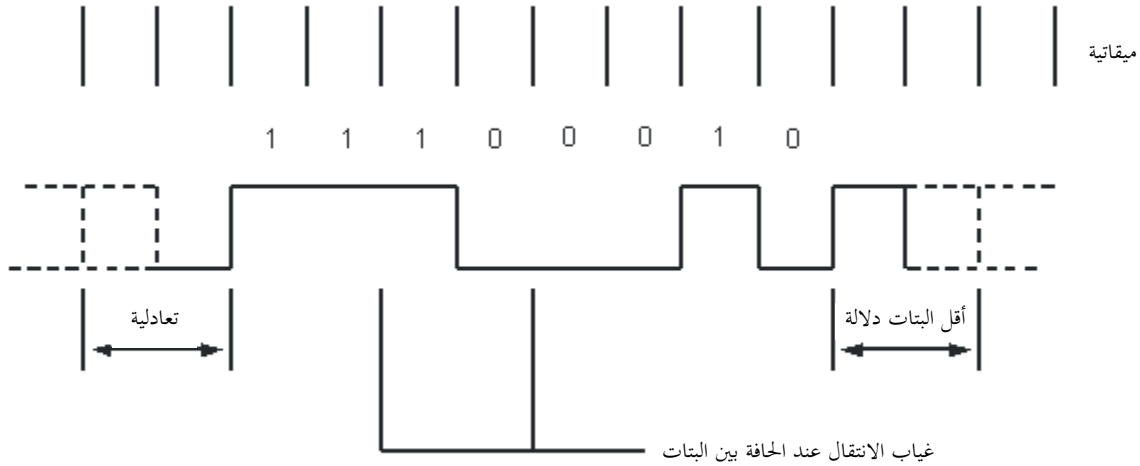 ميقاتية
1 1 1 0 0 0 1 0
تعادلية
أقل البتات دلالة
غياب الانتقال عند الحافة بين البتات